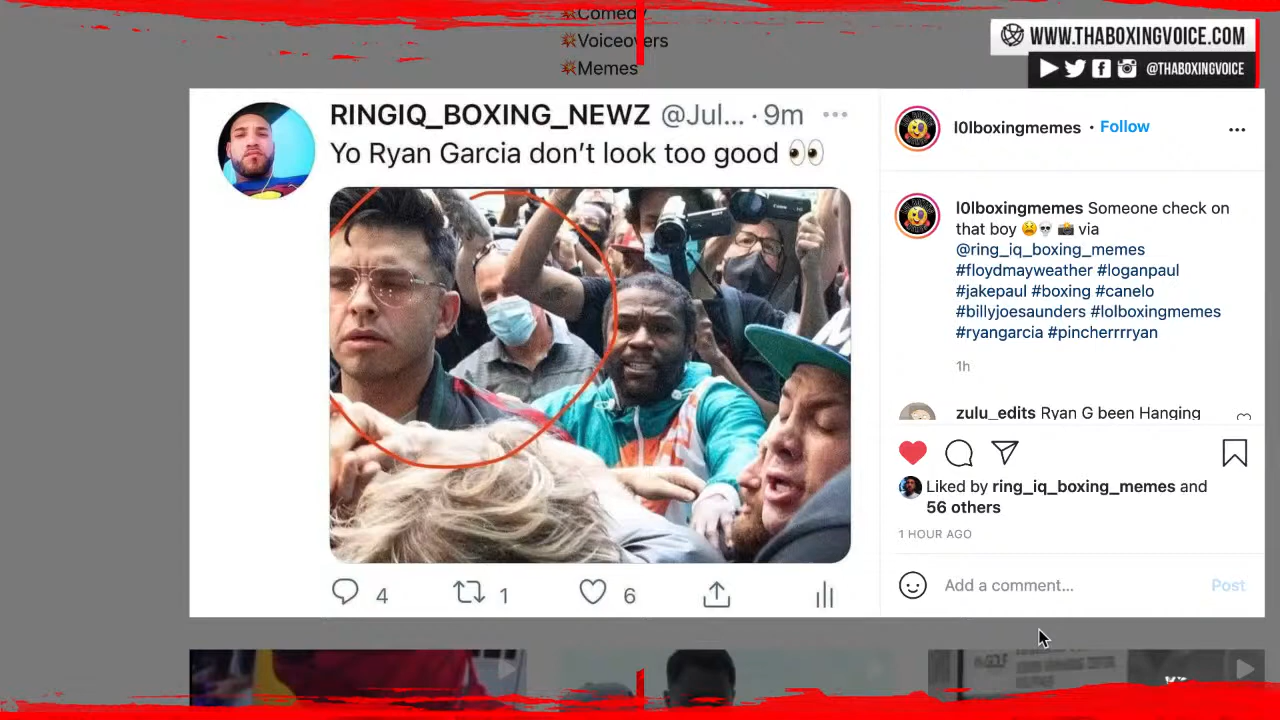 💥Comedy
💥Voiceovers
💥Memes
WWW.THABOXINGVOICE.COM
@THABOXINGVOICE
RINGIQ_BOXING_NEWZ @Jul... · 9m
Yo Ryan Garcia don't look too good 👀
4
1
6
l0lboxingmemes • Follow
l0lboxingmemes Someone check on
that boy 😫💀 📸 via
@ring_iq_boxing_memes
#floydmayweather #loganpaul
#jakepaul #boxing #canelo
#billyjoesaunders #lolboxingmemes
#ryangarcia #pincherrrryan
1h
zulu_edits Ryan G been Hanging
Liked by ring_iq_boxing_memes and
56 others
1 HOUR AGO
Add a comment...
Post